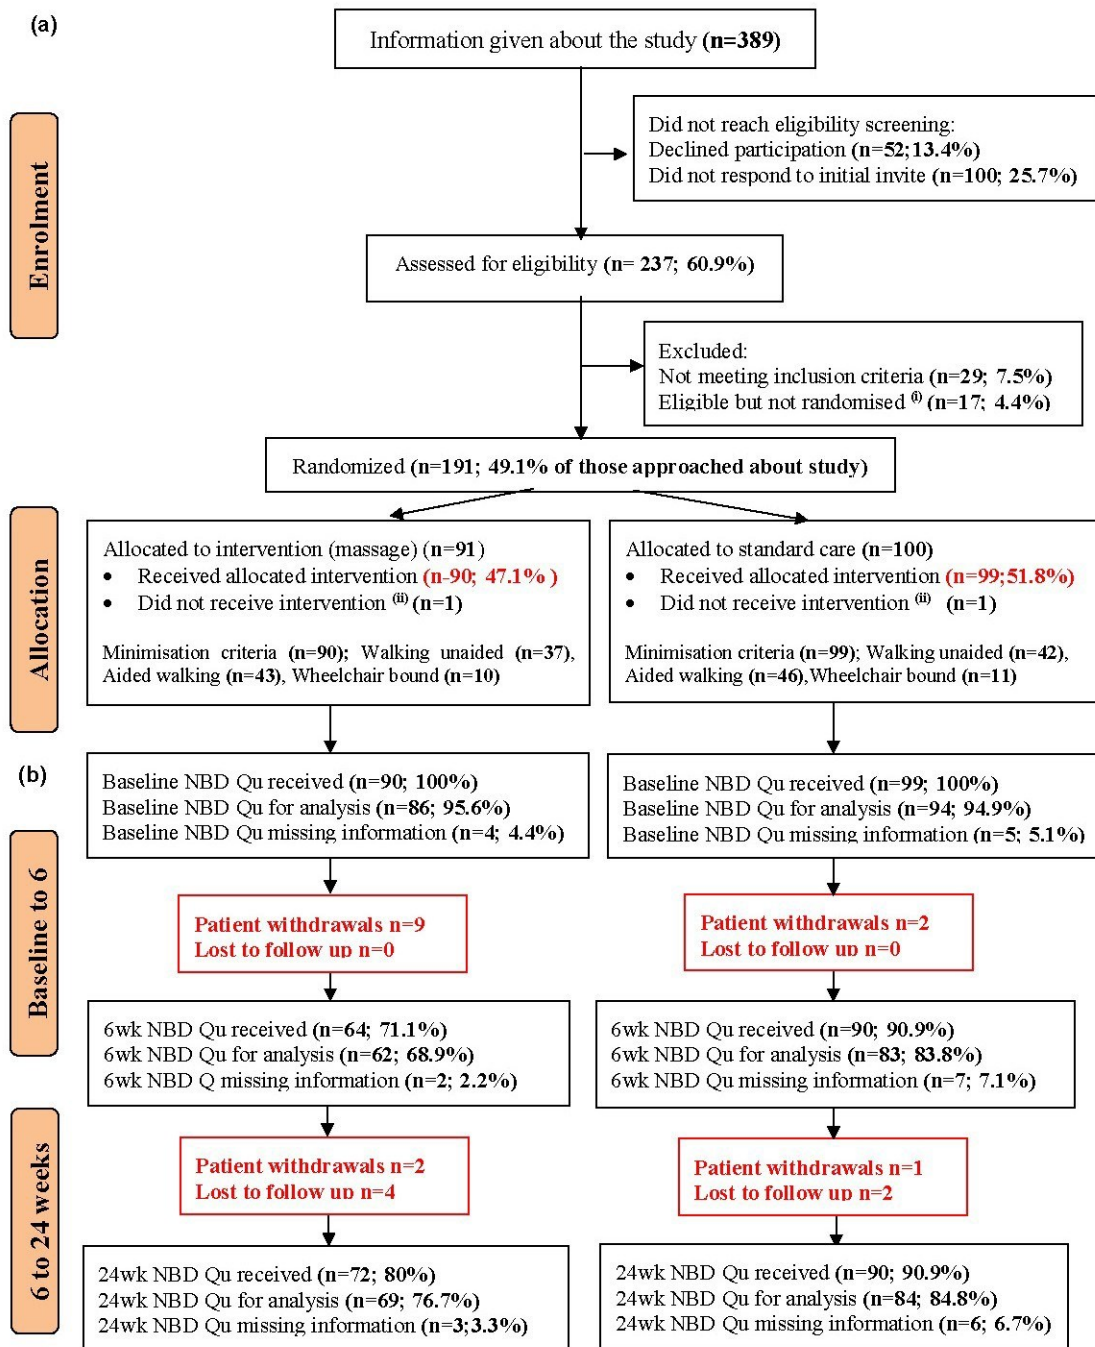 (a)
Information given about the study (n=389)
Enrolment
Did not reach eligibility screening:
Declined participation (n=52;13.4%)
Did not respond to initial invite (n=100; 25.7%)
Assessed for eligibility (n= 237; 60.9%)
Excluded:
Not meeting inclusion criteria (n=29; 7.5%)
Eligible but not randomised (i) (n=17; 4.4%)
Randomized (n=191; 49.1% of those approached about study)
Allocation
Allocated to intervention (massage) (n=91)
• Received allocated intervention (n-90; 47.1% )
• Did not receive intervention (ii) (n=1)
Minimisation criteria (n=90); Walking unaided (n=37),
Aided walking (n=43), Wheelchair bound (n=10)
Allocated to standard care (n=100)
• Received allocated intervention (n=99;51.8%)
• Did not receive intervention (ii) (n=1)
Minimisation criteria (n=99); Walking unaided (n=42),
Aided walking (n=46),Wheelchair bound (n=11)
(b)
Baseline to 6
Baseline NBD Qu received (n=90; 100%)
Baseline NBD Qu for analysis (n=86; 95.6%)
Baseline NBD Qu missing information (n=4; 4.4%)
Baseline NBD Qu received (n=99; 100%)
Baseline NBD Qu for analysis (n=94; 94.9%)
Baseline NBD Qu missing information (n=5; 5.1%)
Patient withdrawals n=9
Lost to follow up n=0
Patient withdrawals n=2
Lost to follow up n=0
6wk NBD Qu received (n=64; 71.1%)
6wk NBD Qu for analysis (n=62; 68.9%)
6wk NBD Q missing information (n=2; 2.2%)
6wk NBD Qu received (n=90; 90.9%)
6wk NBD Qu for analysis (n=83; 83.8%)
6wk NBD Qu missing information (n=7; 7.1%)
6 to 24 weeks
Patient withdrawals n=2
Lost to follow up n=4
Patient withdrawals n=1
Lost to follow up n=2
24wk NBD Qu received (n=72; 80%)
24wk NBD Qu for analysis (n=69; 76.7%)
24wk NBD Qu missing information (n=3;3.3%)
24wk NBD Qu received (n=90; 90.9%)
24wk NBD Qu for analysis (n=84; 84.8%)
24wk NBD Qu missing information (n=6; 6.7%)